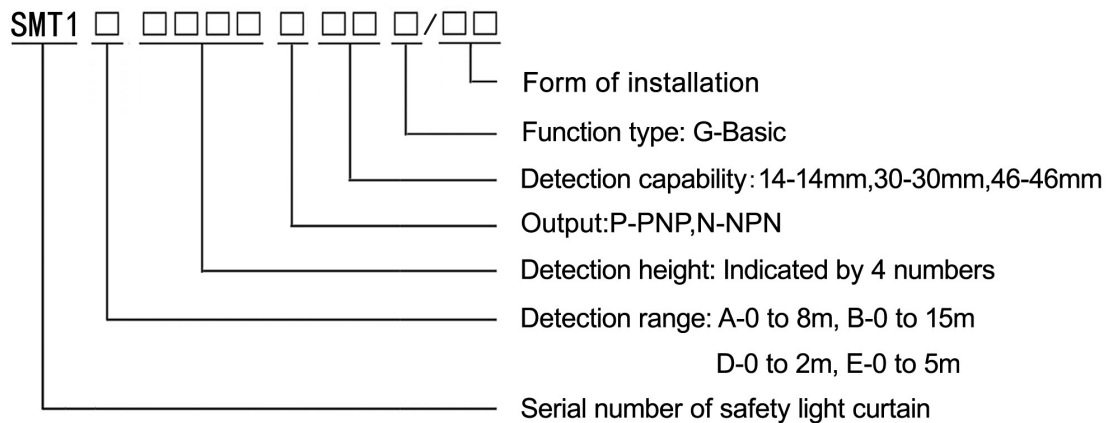 SMT1 □ □□□□ □ □□ □/□□
Form of installation
Function type: G-Basic
Detection capability:14-14mm,30-30mm,46-46mm
Output:P-PNP,N-NPN
Detection height: Indicated by 4 numbers
Detection range: A-0 to 8m, B-0 to 15m
D-0 to 2m, E-0 to 5m
Serial number of safety light curtain